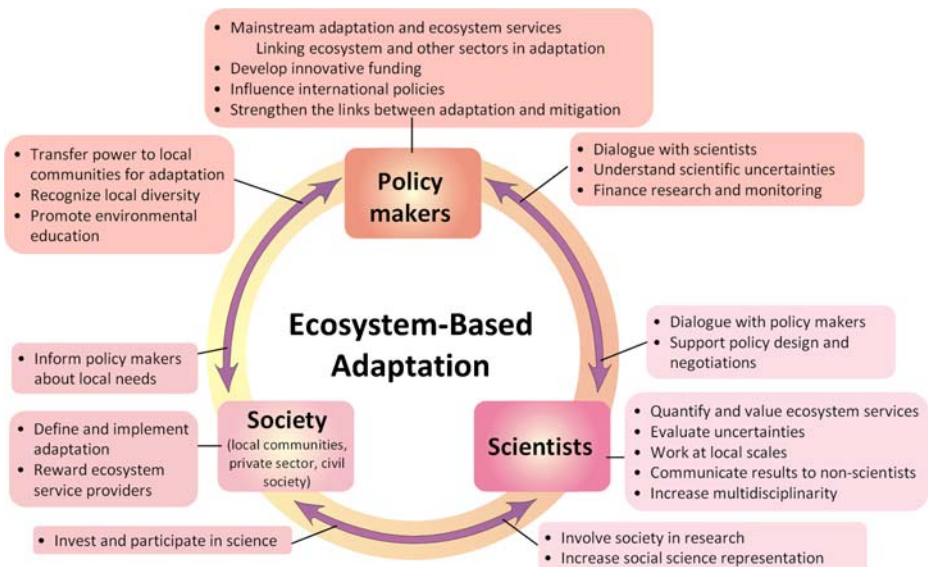 • Mainstream adaptation and ecosystem services
Linking ecosystem and other sectors in adaptation
• Develop innovative funding
• Influence international policies
• Strengthen the links between adaptation and mitigation
• Transfer power to local
communities for adaptation
• Recognize local diversity
• Promote environmental
education
Policy
makers
• Dialogue with scientists
• Understand scientific uncertainties
• Finance research and monitoring
Ecosystem-Based
Adaptation
• Inform policy makers
about local needs
• Dialogue with policy makers
• Support policy design and
negotiations
• Define and implement
adaptation
• Reward ecosystem
service providers
Society
(local communities,
private sector, civil
society)
Scientists
• Quantify and value ecosystem services
• Evaluate uncertainties
• Work at local scales
• Communicate results to non-scientists
• Increase multidisciplinarity
• Invest and participate in science
• Involve society in research
• Increase social science representation